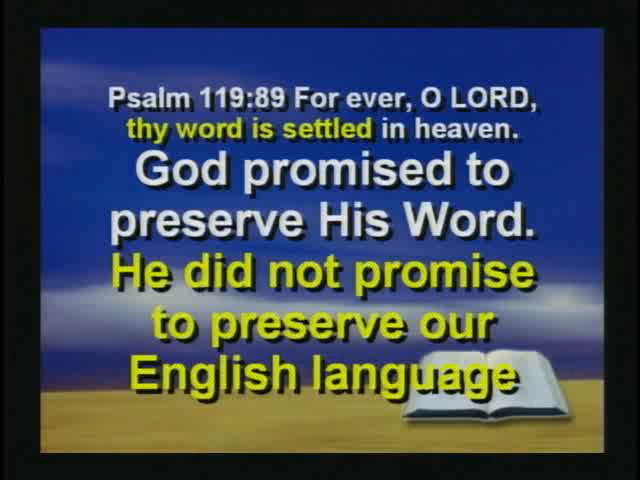 Psalm 119:89 For ever, O LORD,
thy word is settled in heaven.
God promised to
preserve His Word.
He did not promise
to preserve our
English language